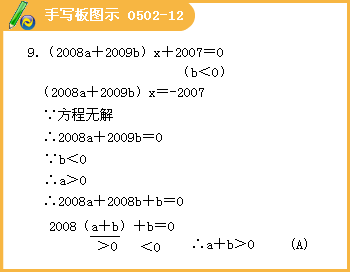 手写板图示 0502-12
9.（2008a＋2009b）x＋2007＝0
（b＜0）
（2008a＋2009b）x＝-2007
∵方程无解
∴2008a＋2009b＝0
∵b＜0
∴a＞0
∴2008a＋2008b＋b＝0
2008（a＋b）＋b＝0
＞0 ＜0 ∴a＋b＞0 （A）